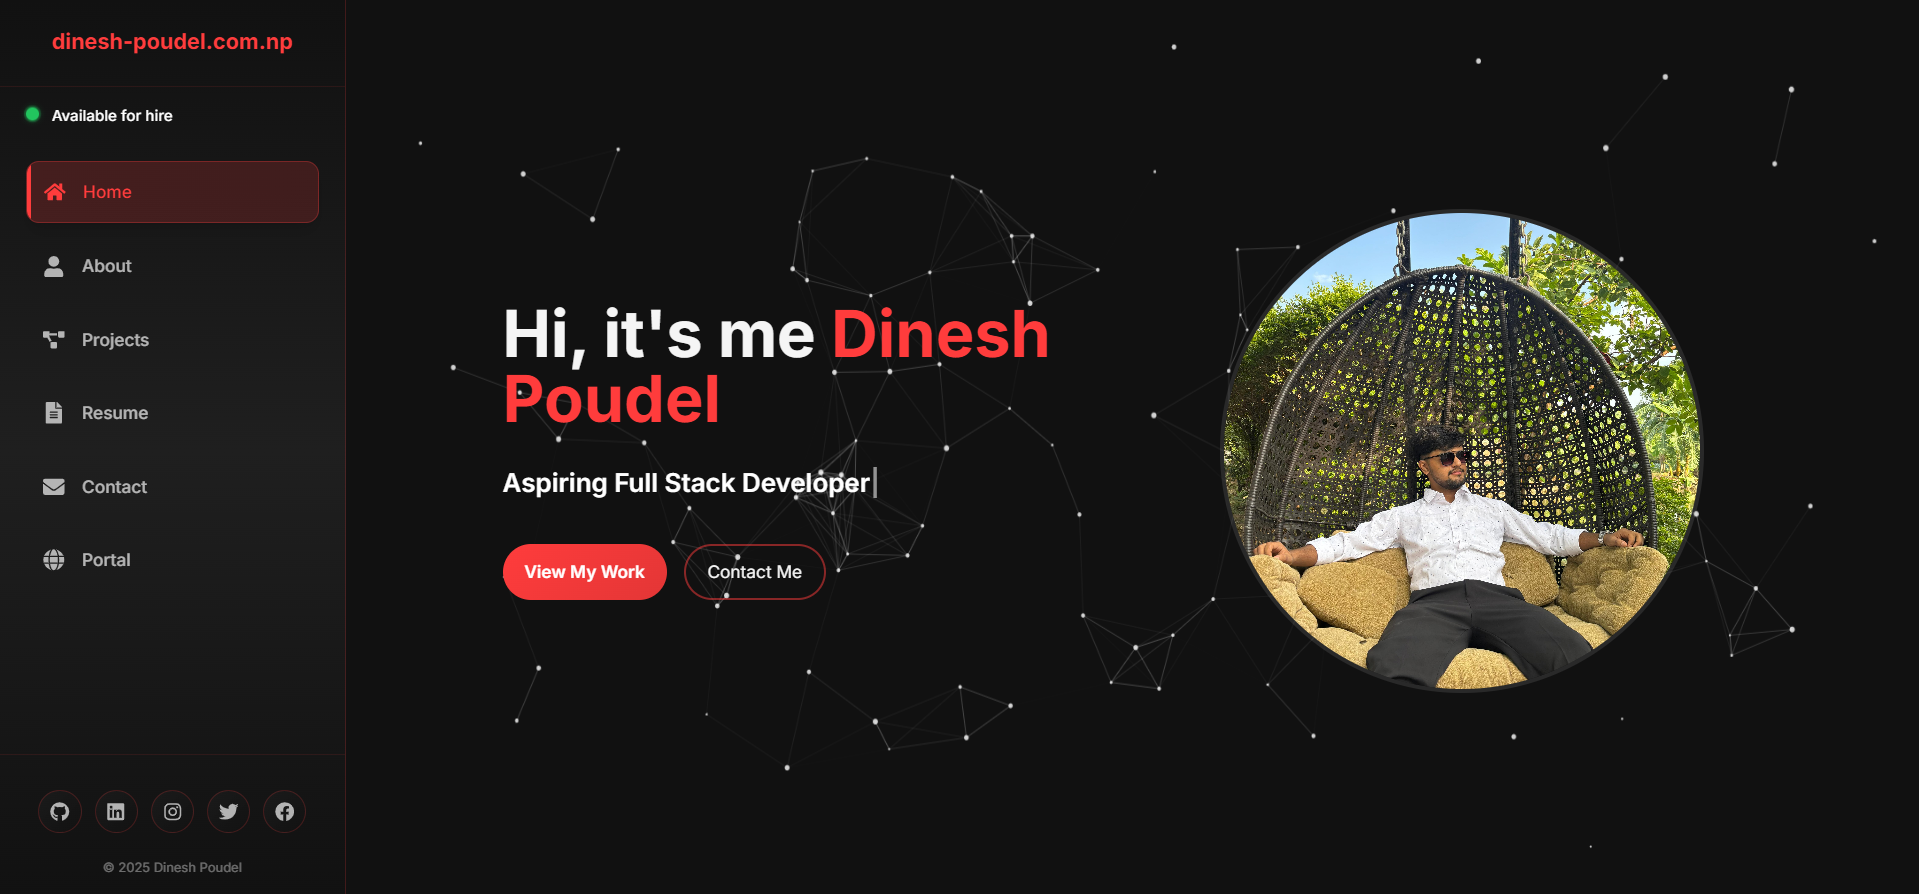 dinesh-poudel.com.np
Available for hire
Home
About
Projects
Resume
Contact
Portal
© 2025 Dinesh Poudel
Hi, it's me Dinesh
Poudel
Aspiring Full Stack Developer
View My Work
Contact Me